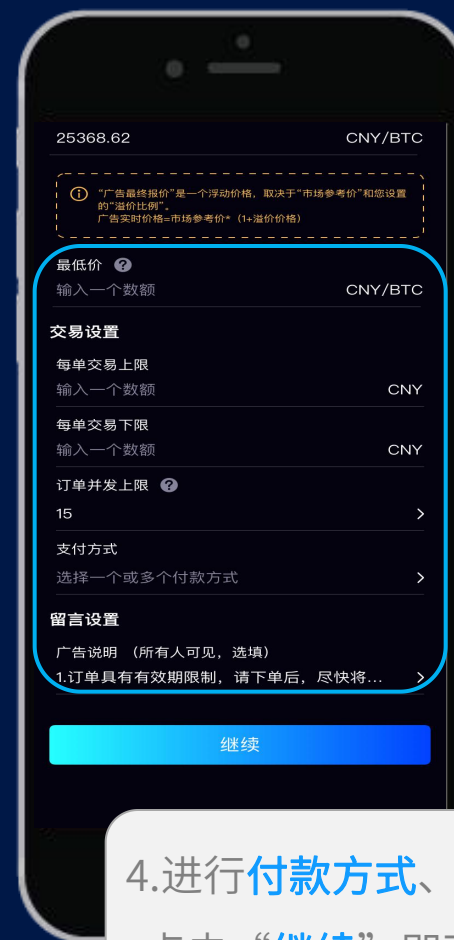 25368.62 CNY/BTC
“广告最终报价”是一个浮动价格，取决于“市场参考价”和您设置
的“溢价比例”。
广告实时价格=市场参考价*（1+溢价价格）
最低价 ?
输入一个数额 CNY/BTC
交易设置
每单交易上限
输入一个数额 CNY
每单交易下限
输入一个数额 CNY
订单并发上限 ?
15
支付方式
选择一个或多个付款方式
留言设置
广告说明 （所有人可见，选填）
1.订单具有有效期限制，请下单后，尽快将...
继续
4.进行付款方式、
点击“继续”即可